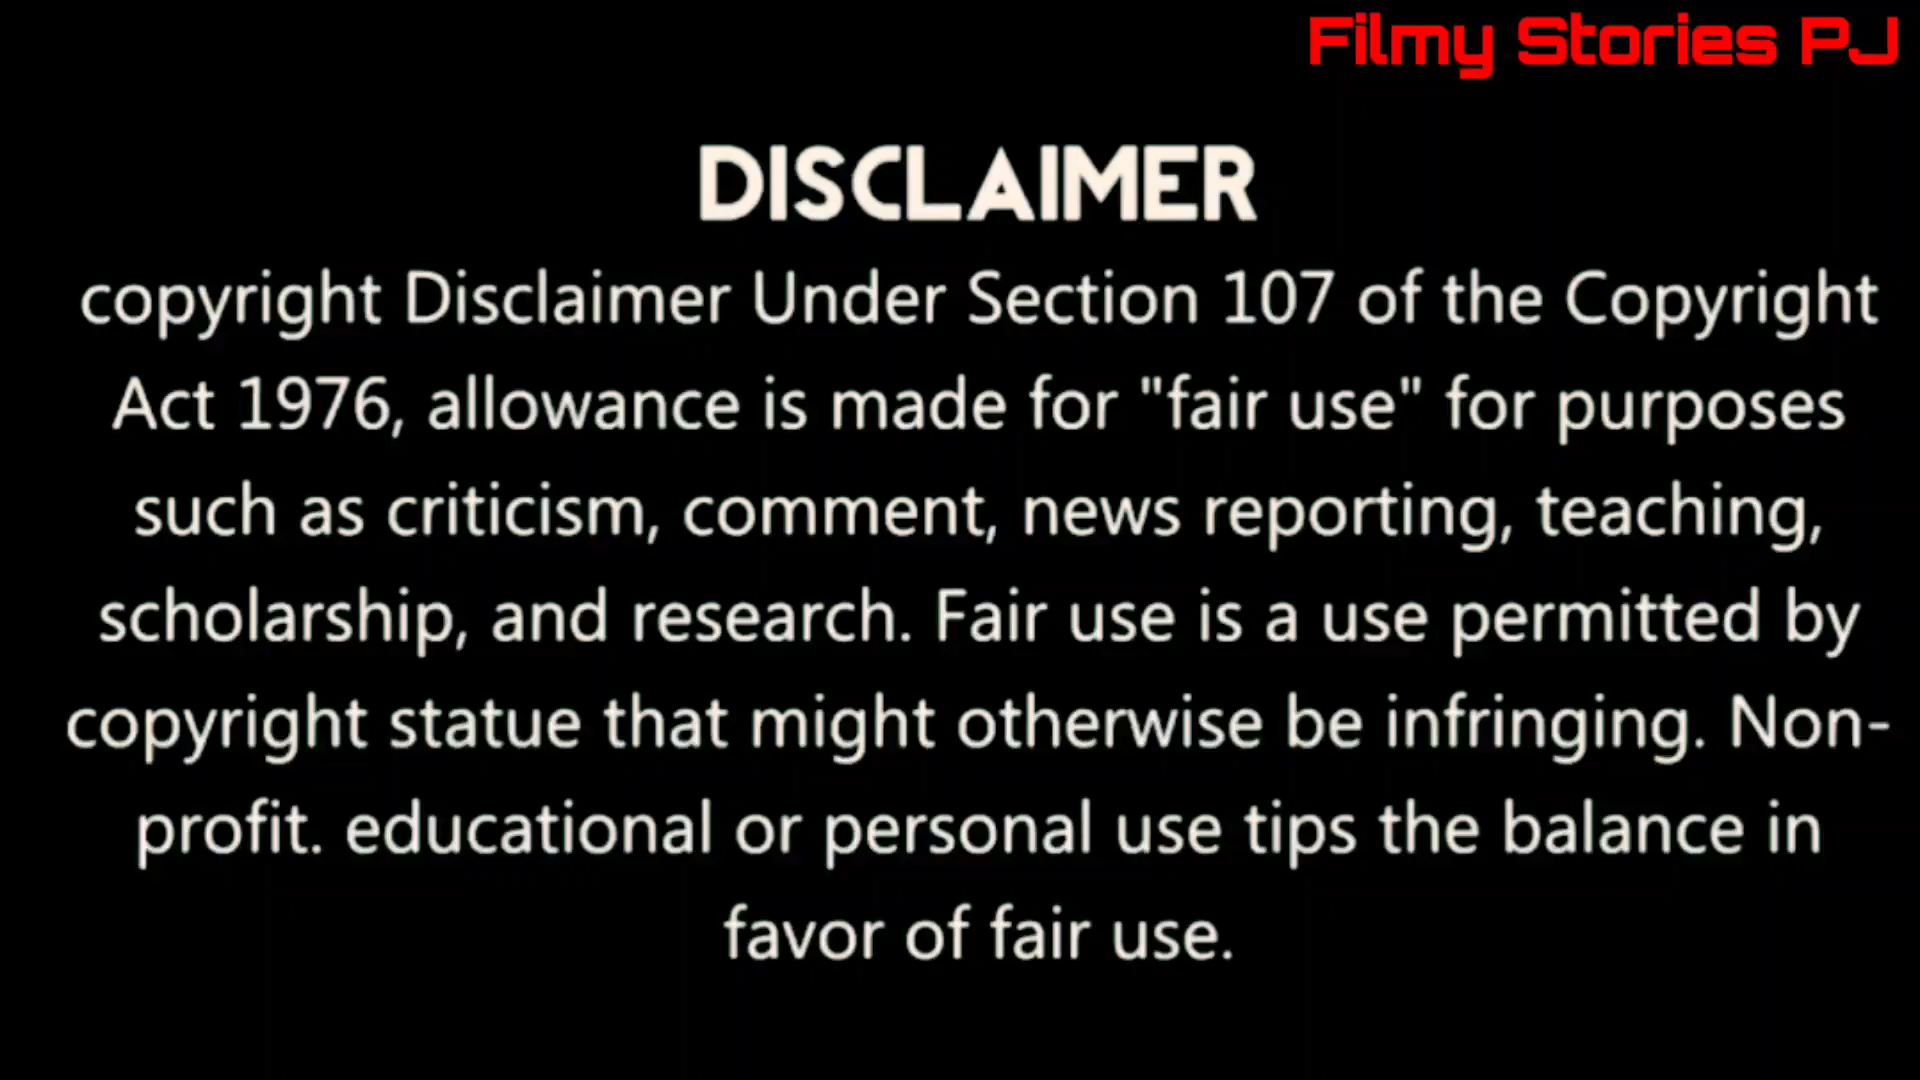 Filmy Stories PJ
DISCLAIMER
copyright Disclaimer Under Section 107 of the Copyright
Act 1976, allowance is made for "fair use" for purposes
such as criticism, comment, news reporting, teaching,
scholarship, and research. Fair use is a use permitted by
copyright statue that might otherwise be infringing. Non-
profit. educational or personal use tips the balance in
favor of fair use.